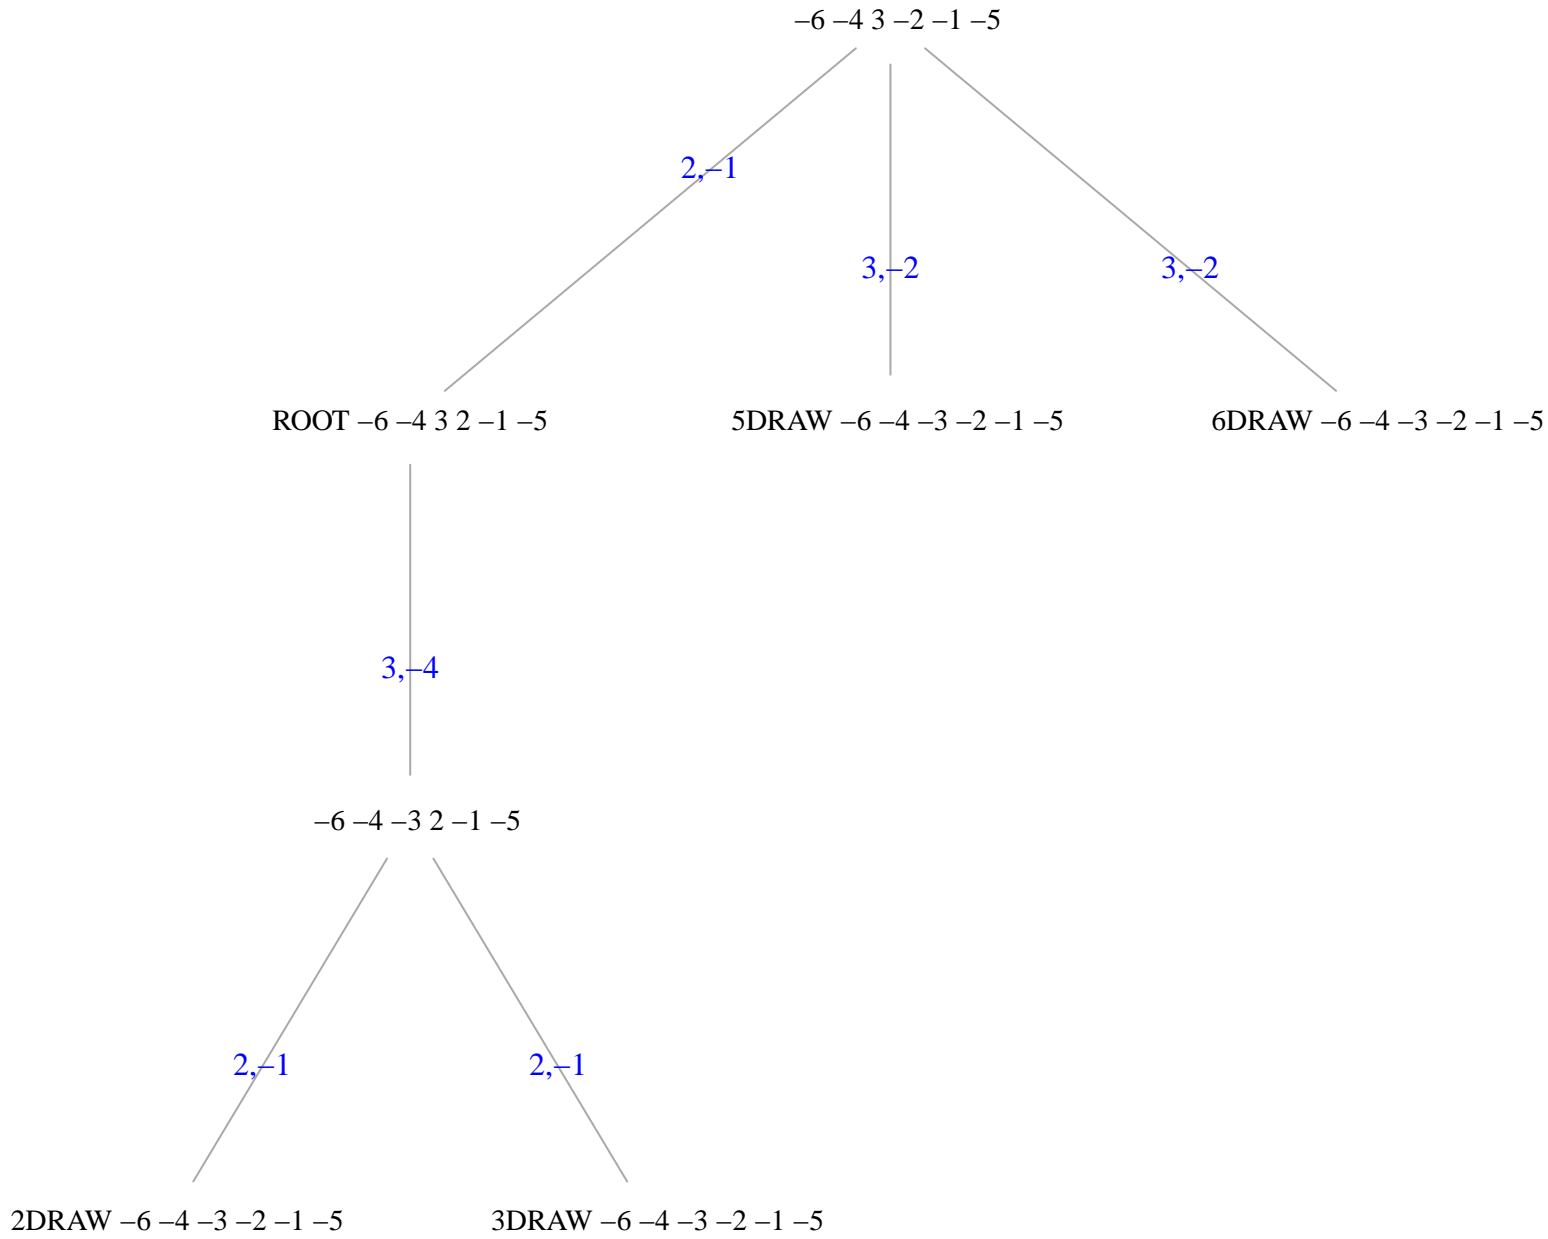 –6 –4 3 –2 –1 –5
2,–1
3,–2
3,–2
ROOT –6 –4 3 2 –1 –5
5DRAW –6 –4 –3 –2 –1 –5
6DRAW –6 –4 –3 –2 –1 –5
3,–4
–6 –4 –3 2 –1 –5
2,–1
2,–1
2DRAW –6 –4 –3 –2 –1 –5
3DRAW –6 –4 –3 –2 –1 –5